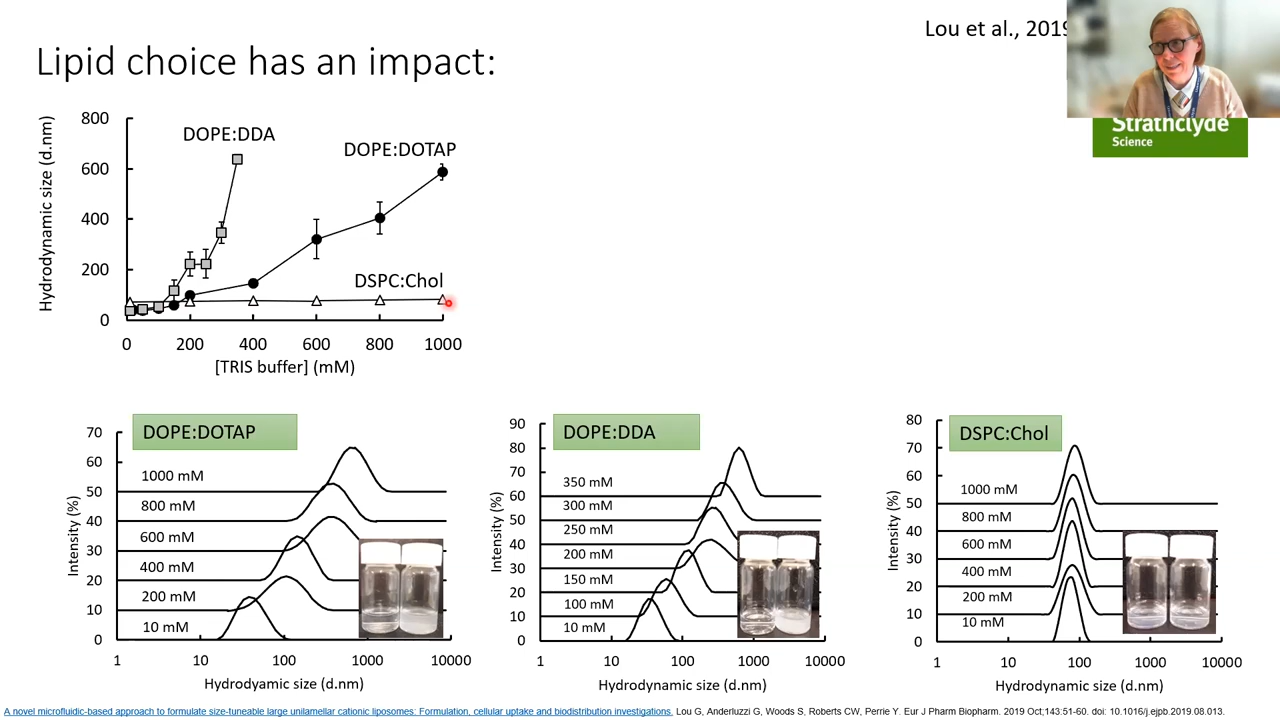 Lou et al., 2019
Lipid choice has an impact:
Strathclyde
Science
Hydrodynamic size (d.nm)
800
600
400
200
0
DOPE:DDA
DOPE:DOTAP
DSPC:Chol
0 200 400 600 800 1000
[TRIS buffer] (mM)
DOPE:DOTAP
Intensity (%)
70
60
50
40
30
20
10
0
1000 mM
800 mM
600 mM
400 mM
200 mM
10 mM
1 10 100 1000 10000
Hydrodyamic size (d.nm)
DOPE:DDA
Intensity (%)
90
80
70
60
50
40
30
20
10
0
350 mM
300 mM
250 mM
200 mM
150 mM
100 mM
10 mM
1 10 100 1000 10000
Hydrodynamic size (d.nm)
DSPC:Chol
Intensity (%)
80
70
60
50
40
30
20
10
0
1000 mM
800 mM
600 mM
400 mM
200 mM
10 mM
1 10 100 1000 10000
Hydrodynamic size (d.nm)
A novel microfluidic-based approach to formulate size-tuneable large unilamellar cationic liposomes: Formulation, cellular uptake and biodistribution investigations. Lou G, Anderluzzi G, Woods S, Roberts CW, Perrie Y. Eur J Pharm Biopharm. 2019 Oct;143:51-60. doi: 10.1016/j.ejpb.2019.08.013.